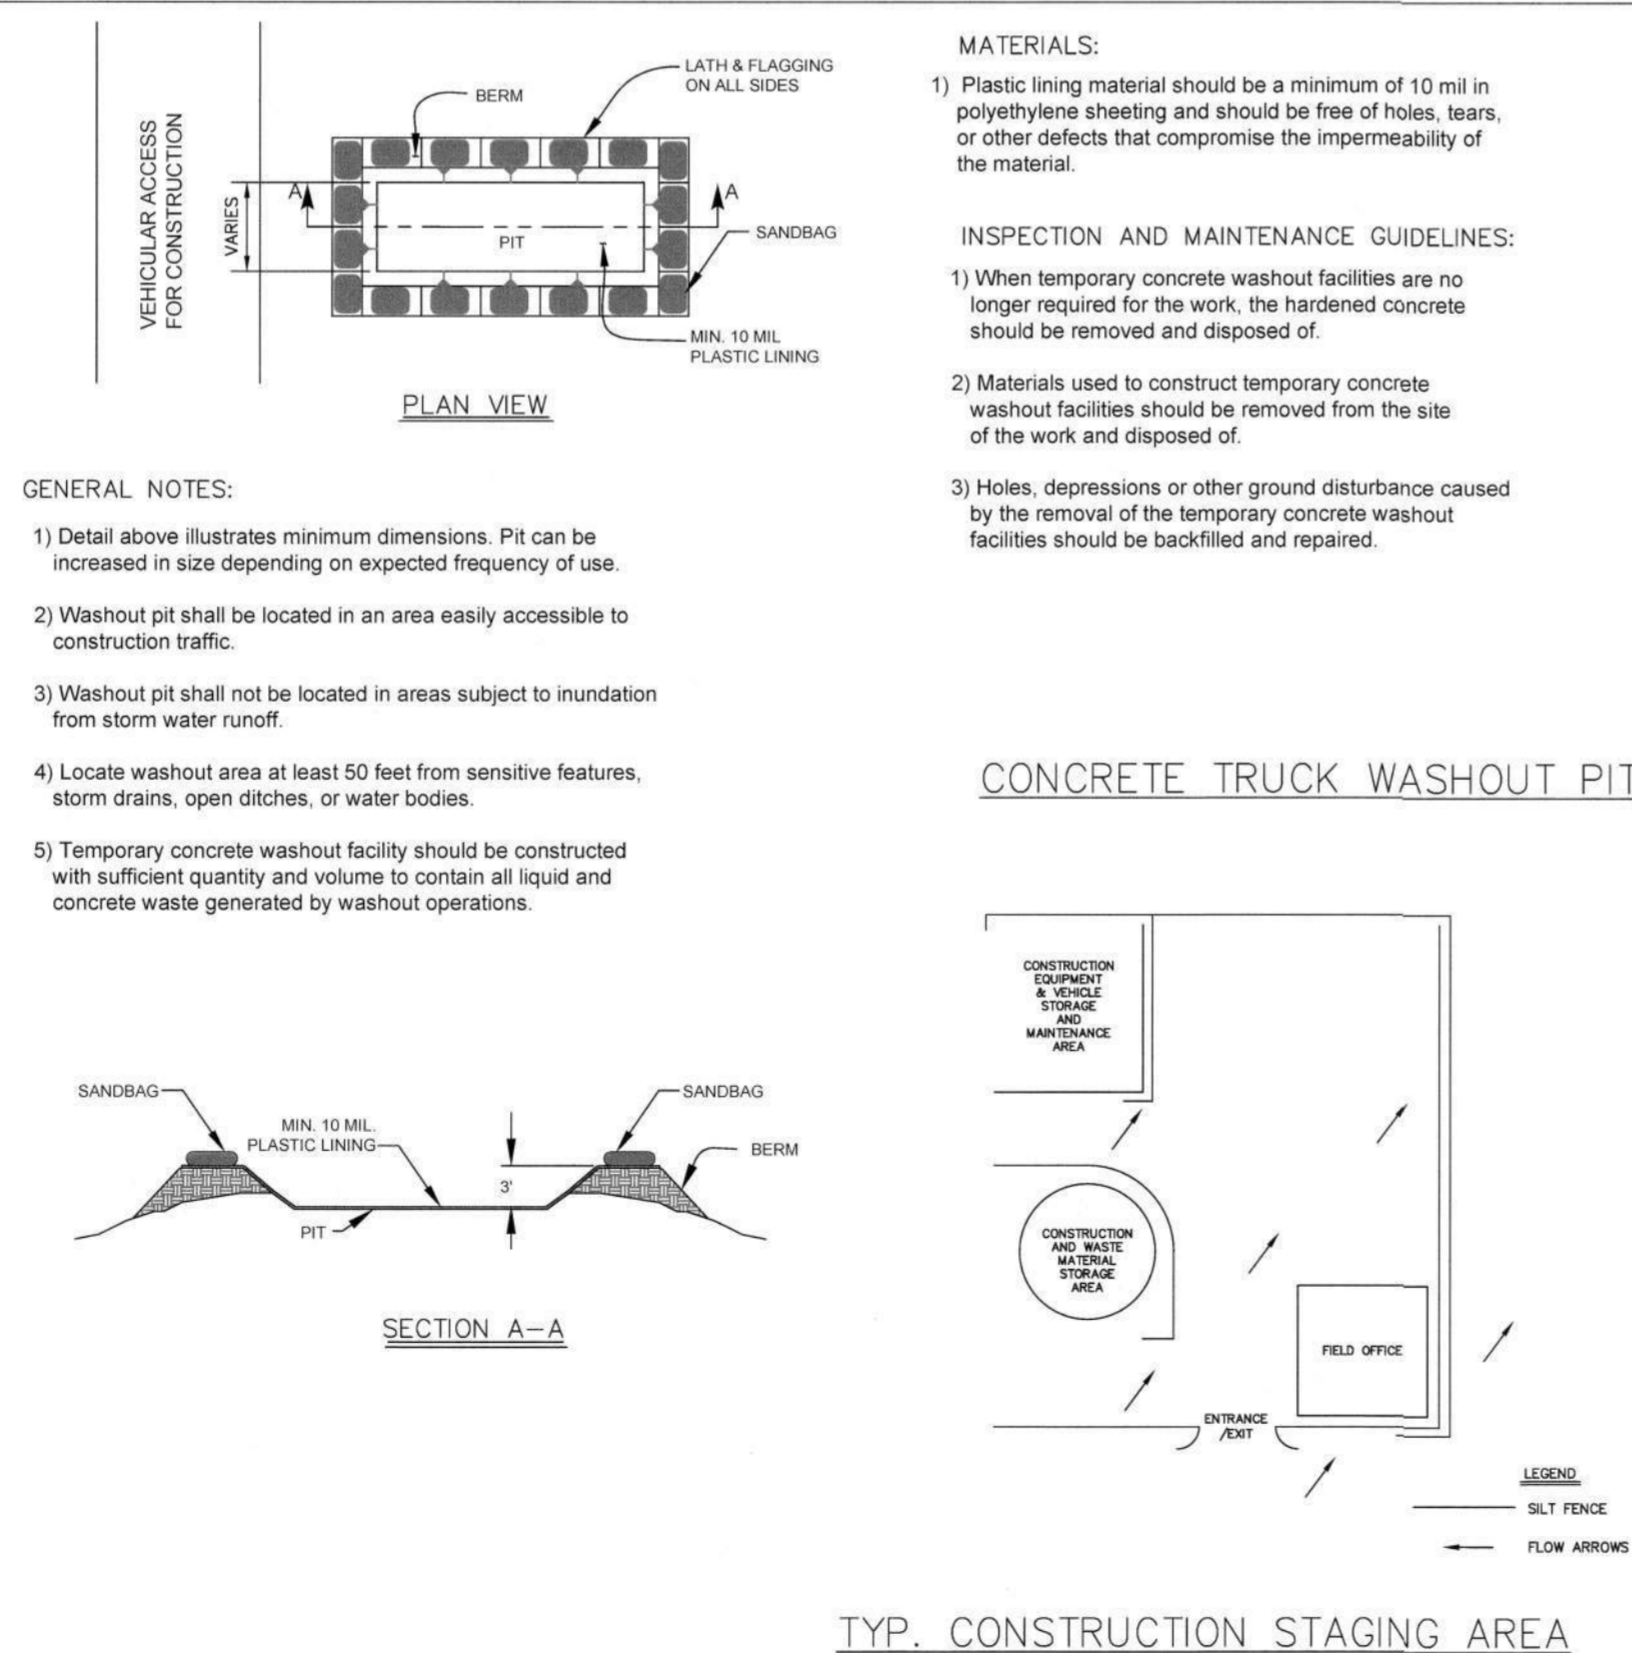 VEHICULAR ACCESS
FOR CONSTRUCTION
VARIES
BERM
LATH & FLAGGING
ON ALL SIDES
A
A
PIT
SANDBAG
MIN. 10 MIL
PLASTIC LINING
PLAN VIEW
GENERAL NOTES:
1) Detail above illustrates minimum dimensions. Pit can be
increased in size depending on expected frequency of use.
2) Washout pit shall be located in an area easily accessible to
construction traffic.
3) Washout pit shall not be located in areas subject to inundation
from storm water runoff.
4) Locate washout area at least 50 feet from sensitive features,
storm drains, open ditches, or water bodies.
5) Temporary concrete washout facility should be constructed
with sufficient quantity and volume to contain all liquid and
concrete waste generated by washout operations.
SANDBAG
MIN. 10 MIL.
PLASTIC LINING
3'
SANDBAG
BERM
PIT
SECTION A-A
MATERIALS:
1) Plastic lining material should be a minimum of 10 mil in
polyethylene sheeting and should be free of holes, tears,
or other defects that compromise the impermeability of
the material.
INSPECTION AND MAINTENANCE GUIDELINES:
1) When temporary concrete washout facilities are no
longer required for the work, the hardened concrete
should be removed and disposed of.
2) Materials used to construct temporary concrete
washout facilities should be removed from the site
of the work and disposed of.
3) Holes, depressions or other ground disturbance caused
by the removal of the temporary concrete washout
facilities should be backfilled and repaired.
CONCRETE TRUCK WASHOUT PIT
CONSTRUCTION
EQUIPMENT
& VEHICLE
STORAGE
AND
MAINTENANCE
AREA
CONSTRUCTION
AND WASTE
MATERIAL
STORAGE
AREA
FIELD OFFICE
ENTRANCE
/EXIT
LEGEND
SILT FENCE
FLOW ARROWS
TYP. CONSTRUCTION STAGING AREA